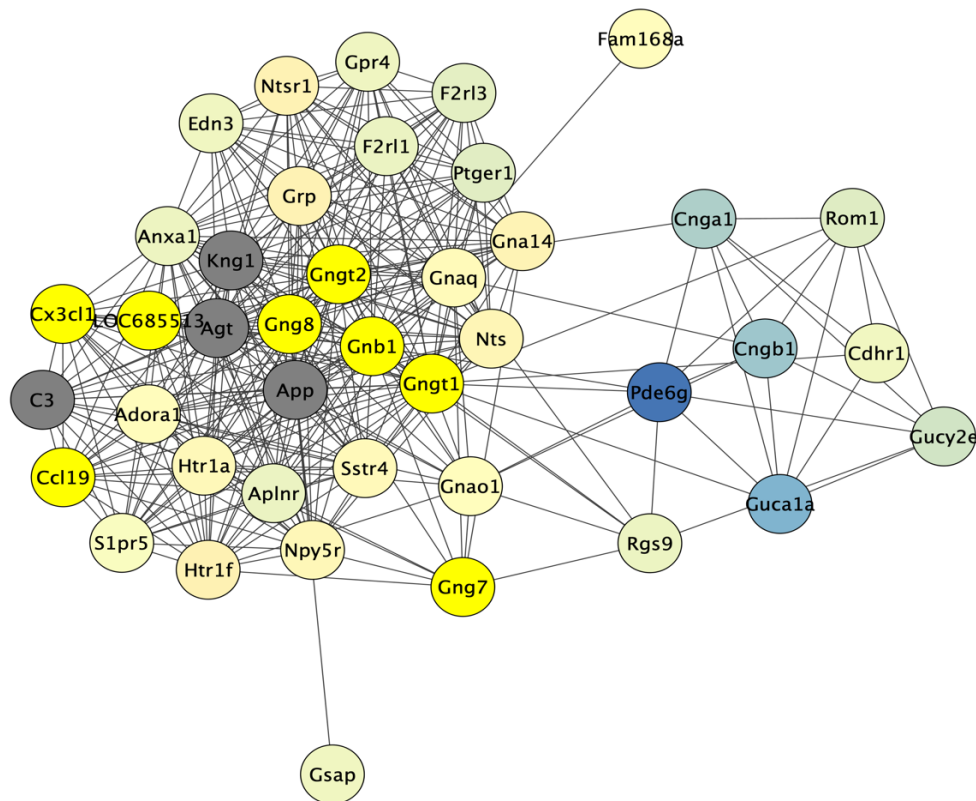 Fam168a
Gpr4
Ntsr1
F2rl3
Edn3
F2rl1
Ptger1
Grp
Cnga1
Rom1
Anxa1
Gna14
Kng1
Gngt2
Gnaq
Cx3cl1
LOC685513
Agt
Gng8
Gnb1
Nts
Cngb1
Cdhr1
Gngt1
App
Pde6g
C3
Adora1
Gucy2e
Htr1a
Sstr4
Ccl19
Aplnr
Gnao1
Guca1a
S1pr5
Npy5r
Rgs9
Htr1f
Gng7
Gsap